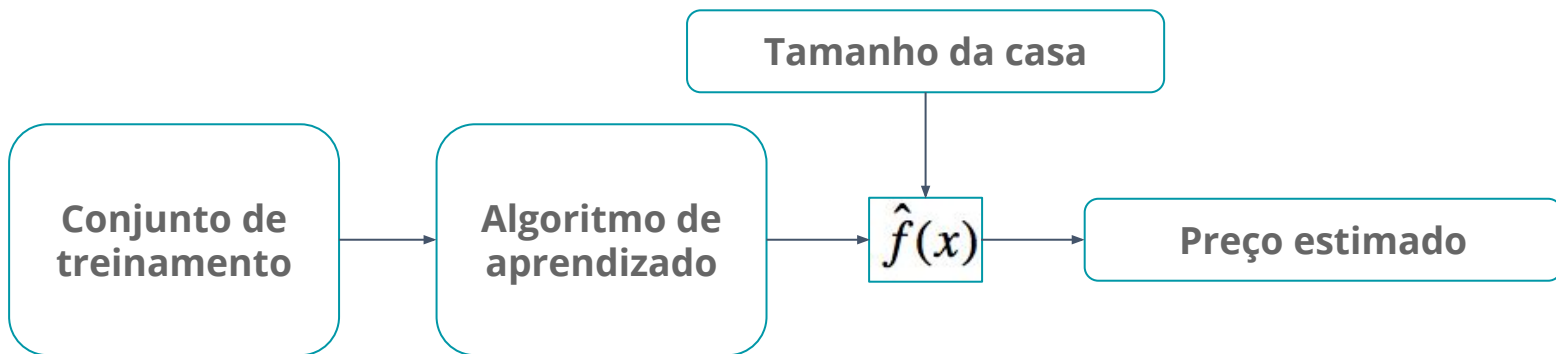 Tamanho da casa
Conjunto de
treinamento
Algoritmo de
aprendizado
f̂(x)
Preço estimado